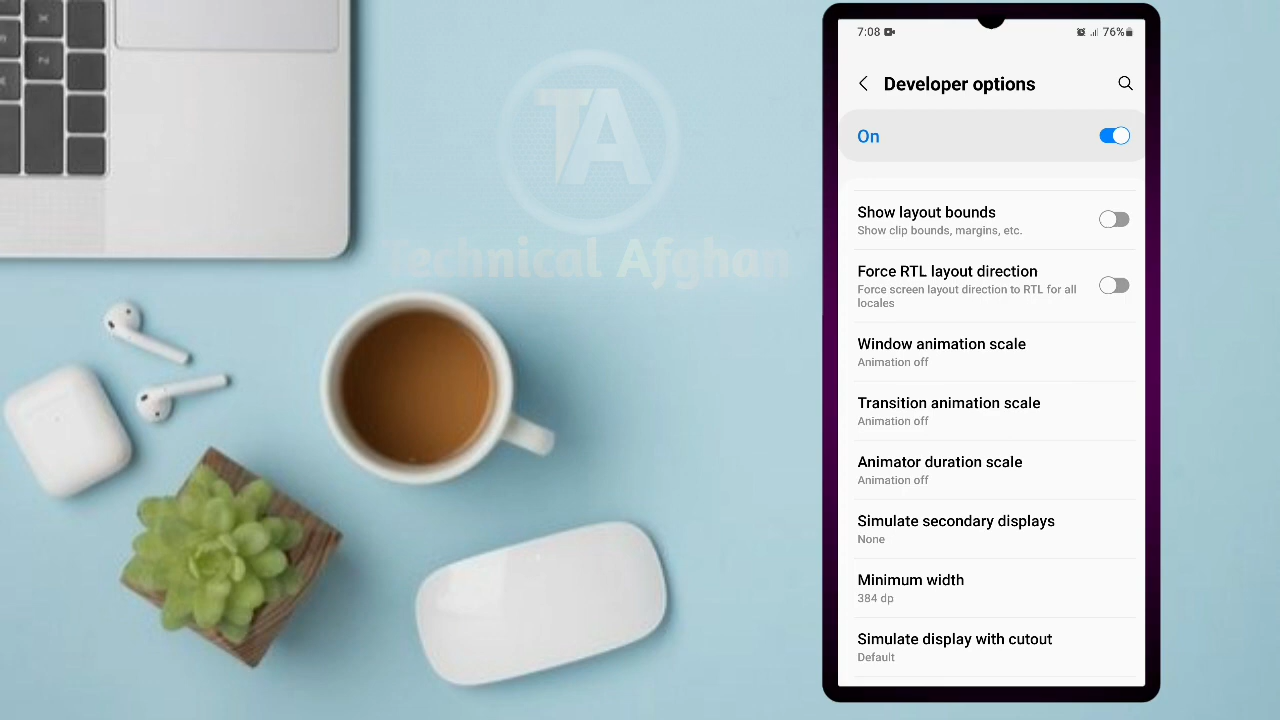 TA
Technical Afghan
7:08
76%
Developer options
On
Show layout bounds
Show clip bounds, margins, etc.
Force RTL layout direction
Force screen layout direction to RTL for all
locales
Window animation scale
Animation off
Transition animation scale
Animation off
Animator duration scale
Animation off
Simulate secondary displays
None
Minimum width
384 dp
Simulate display with cutout
Default